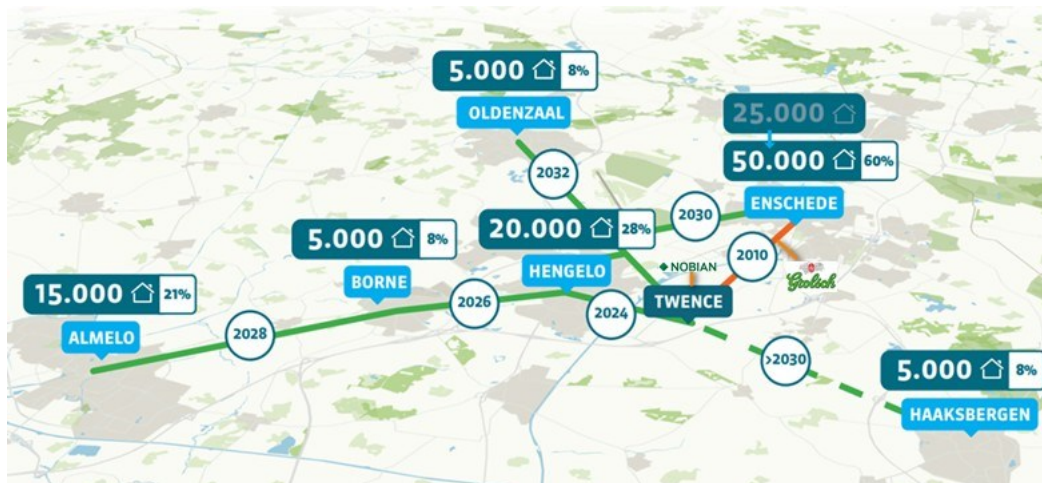 5.000 8%
OLDENZAAL
25.000
50.000 60%
ENSCHEDE
2032
2030
5.000 8%
BORNE
20.000 28%
HENGELO
NOBIAN
2010
Grolsch
15.000 21%
ALMELO
2028
2026
2024
TWENCE
>2030
5.000 8%
HAAKSBERGEN